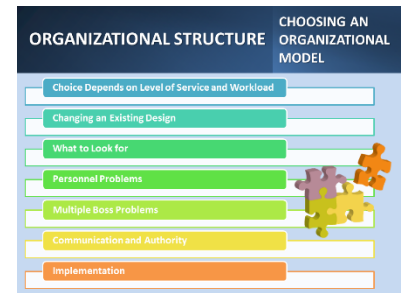 ORGANIZATIONAL STRUCTURE
CHOOSING AN
ORGANIZATIONAL
MODEL
Choice Depends on Level of Service and Workload
Changing an Existing Design
What to Look for
Personnel Problems
Multiple Boss Problems
Communication and Authority
Implementation